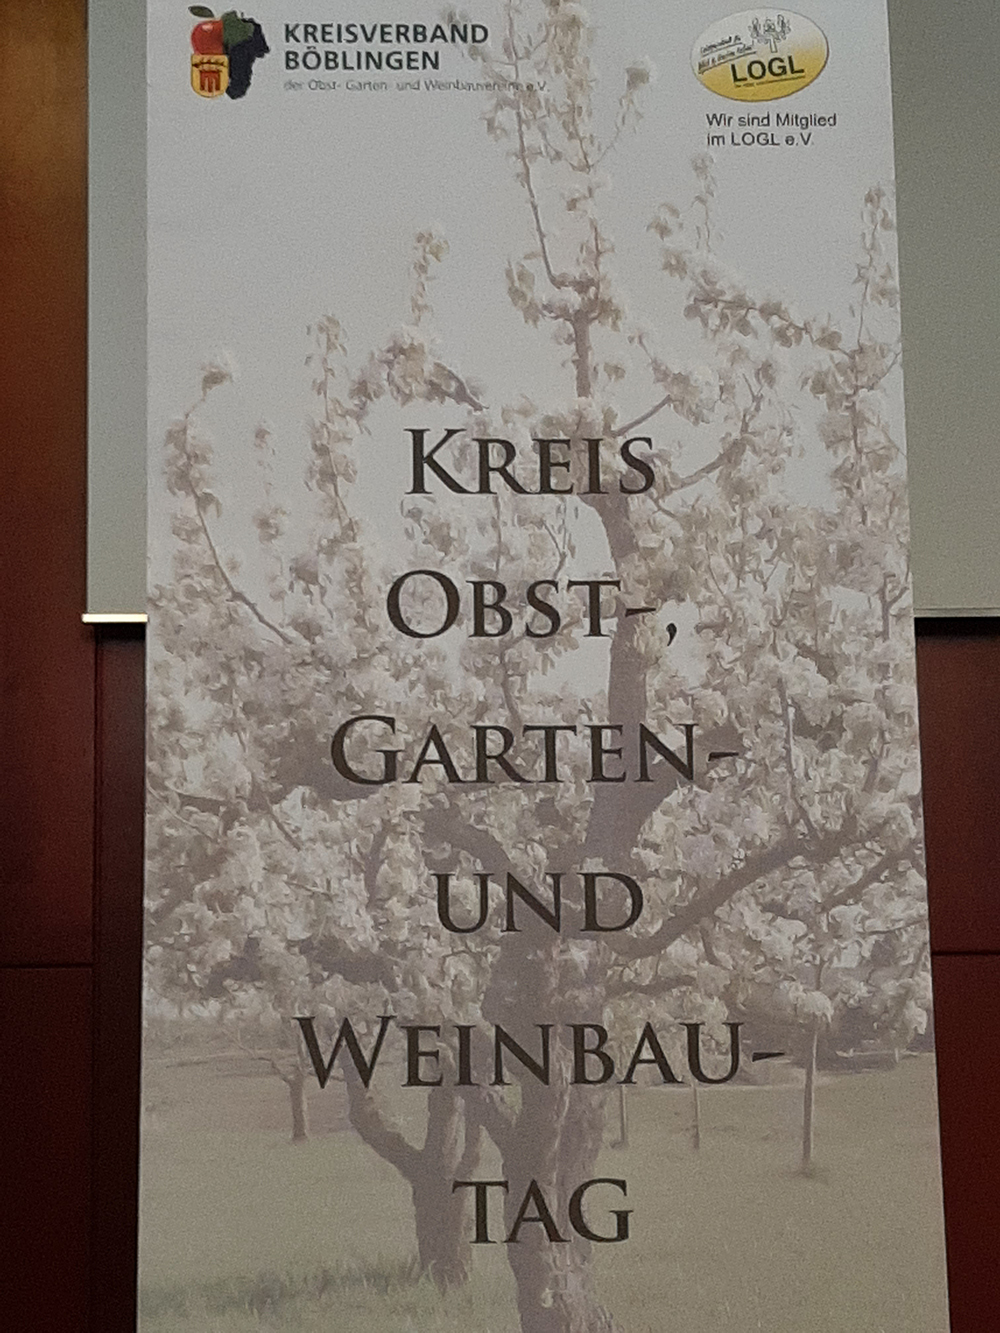 KREISVERBAND
BÖBLINGEN
der Obst- Garten- und Weinbauvereine e.V.
LOGL
Wir sind Mitglied
im LOGL e.V.
KREIS
OBST-,
GARTEN-
UND
WEINBAU-
TAG